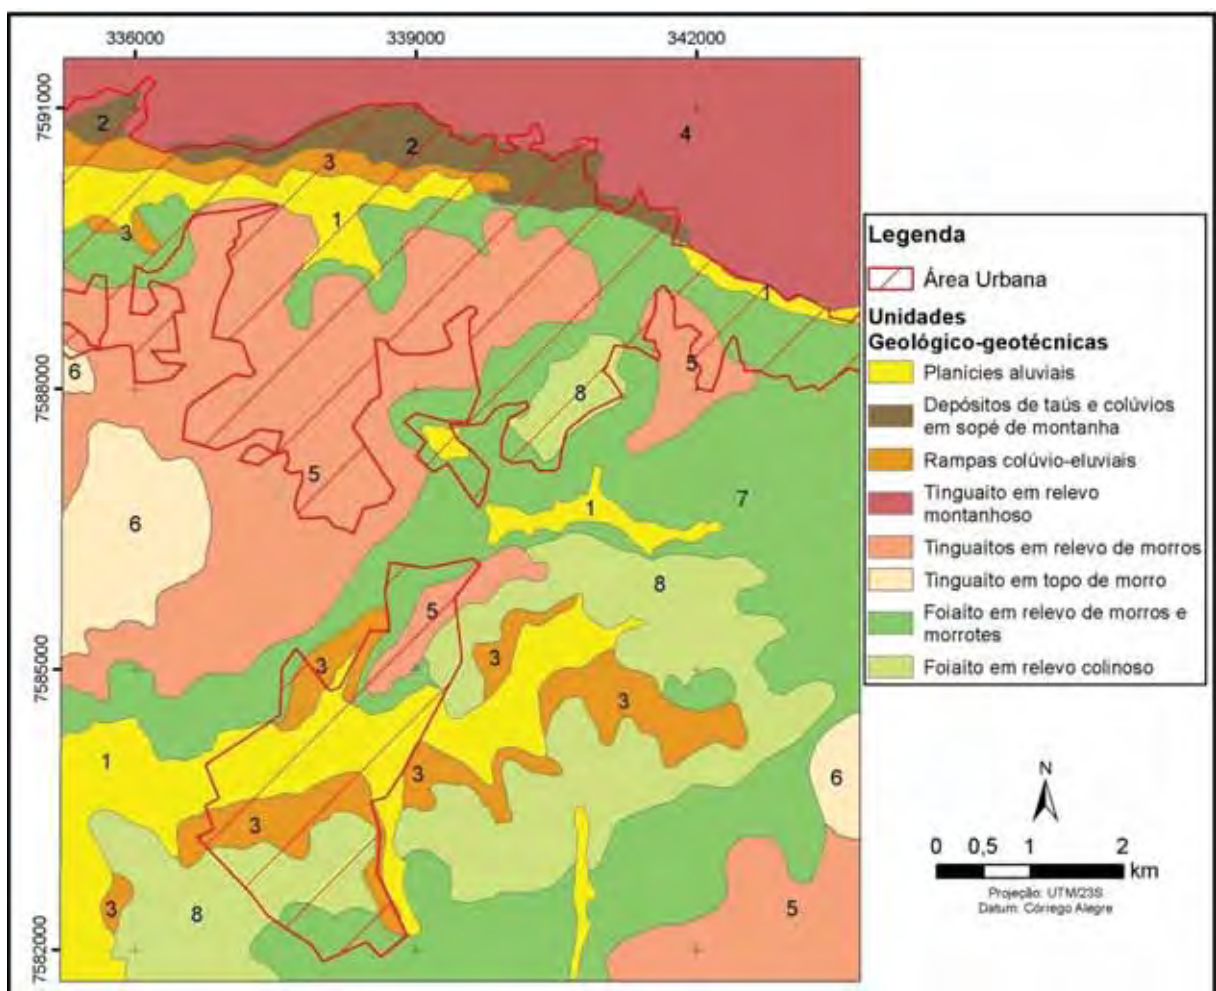 336000 339000 342000
7591000
7588000
7585000
7582000
2
2
4
3
1
3
1
5
6
8
5
7
6
1
8
5
3
3
3
1
6
3
3
3
8
5
Legenda
Área Urbana
Unidades
Geológico-geotécnicas
Planícies aluviais
Depósitos de taús e colúvios
em sopé de montanha
Rampas colúvio-eluviais
Tinguaito em relevo
montanhoso
Tinguaítos em relevo de morros
Tinguaíto em topo de morro
Foiaíto em relevo de morros e
morrotes
Foiaíto em relevo colinoso
N
0 0,5 1 2
km
Projeção: UTM/23S
Datum: Córrego Alegre